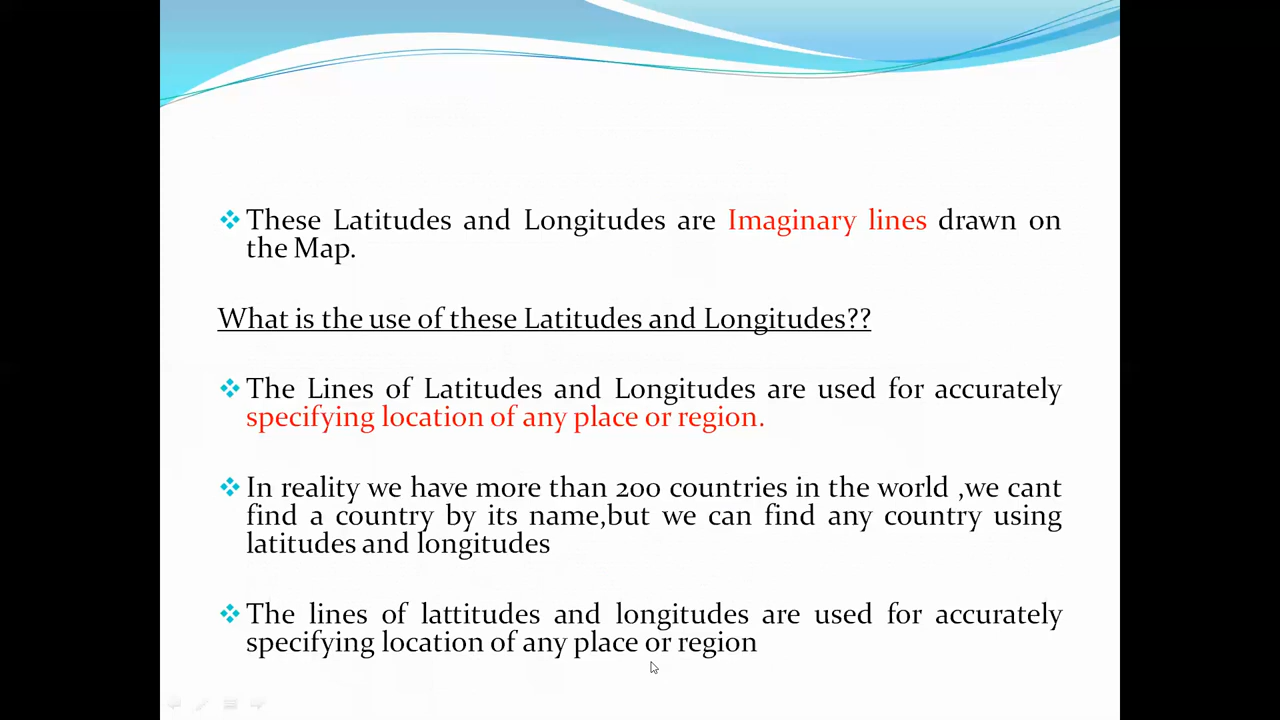 These Latitudes and Longitudes are Imaginary lines drawn on
the Map.
What is the use of these Latitudes and Longitudes??
The Lines of Latitudes and Longitudes are used for accurately
specifying location of any place or region.
In reality we have more than 200 countries in the world ,we cant
find a country by its name,but we can find any country using
latitudes and longitudes
The lines of lattitudes and longitudes are used for accurately
specifying location of any place or region